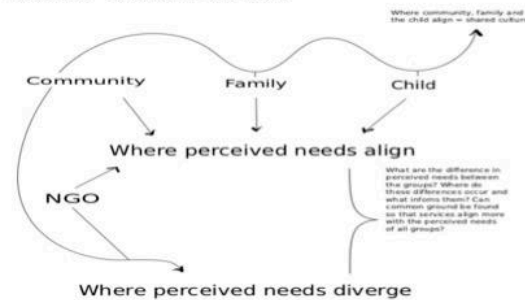 Where community, family and
the child align = shared culture
Community
Family
Child
Where perceived needs align
What are the difference in
perceived needs between
the groups? Where do
these differences occur and
what informs them? Can
common ground be found
so that services align more
with the perceived needs
of all groups?
NGO
Where perceived needs diverge